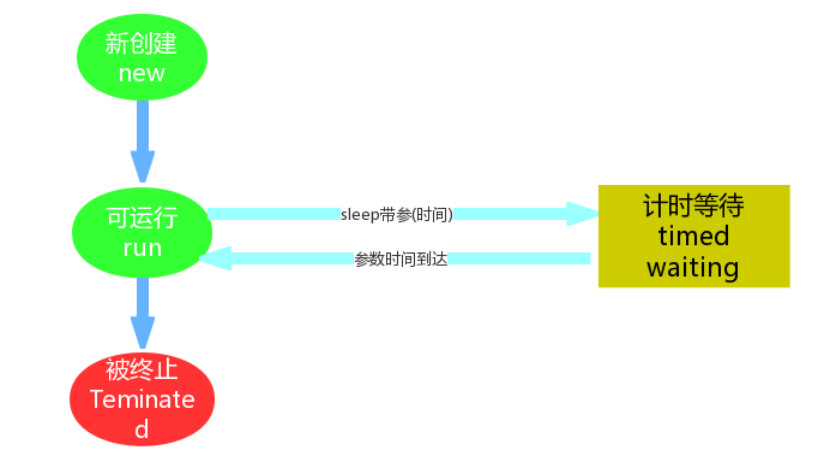 新创建
new
可运行
run
sleep带参(时间)
参数时间到达
计时等待
timed
waiting
被终止
Teminate
d